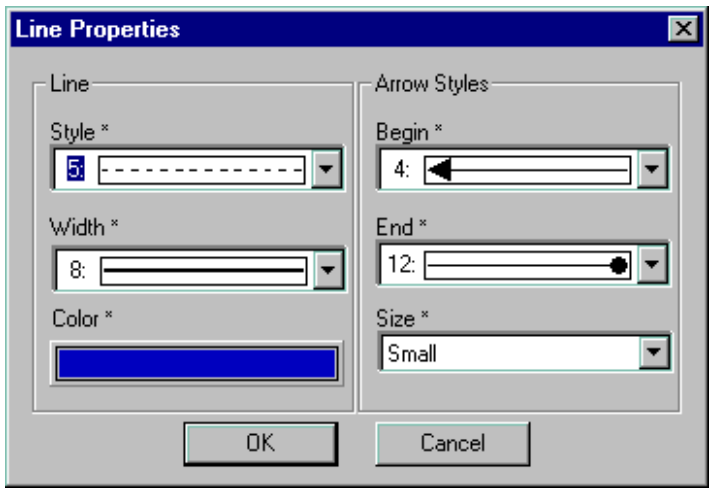 Line Properties
Line
Style *
5:
Width *
8:
Color *
Arrow Styles
Begin *
4:
End *
12:
Size *
Small
OK
Cancel